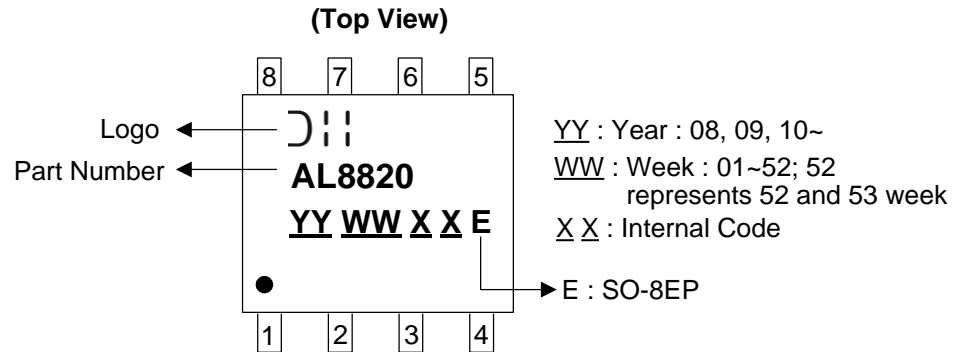 (Top View)
8 7 6 5
Logo
Part Number
AL8820
YY WW X X E
YY : Year : 08, 09, 10~
WW : Week : 01~52; 52
represents 52 and 53 week
X X : Internal Code
E : SO-8EP
1 2 3 4